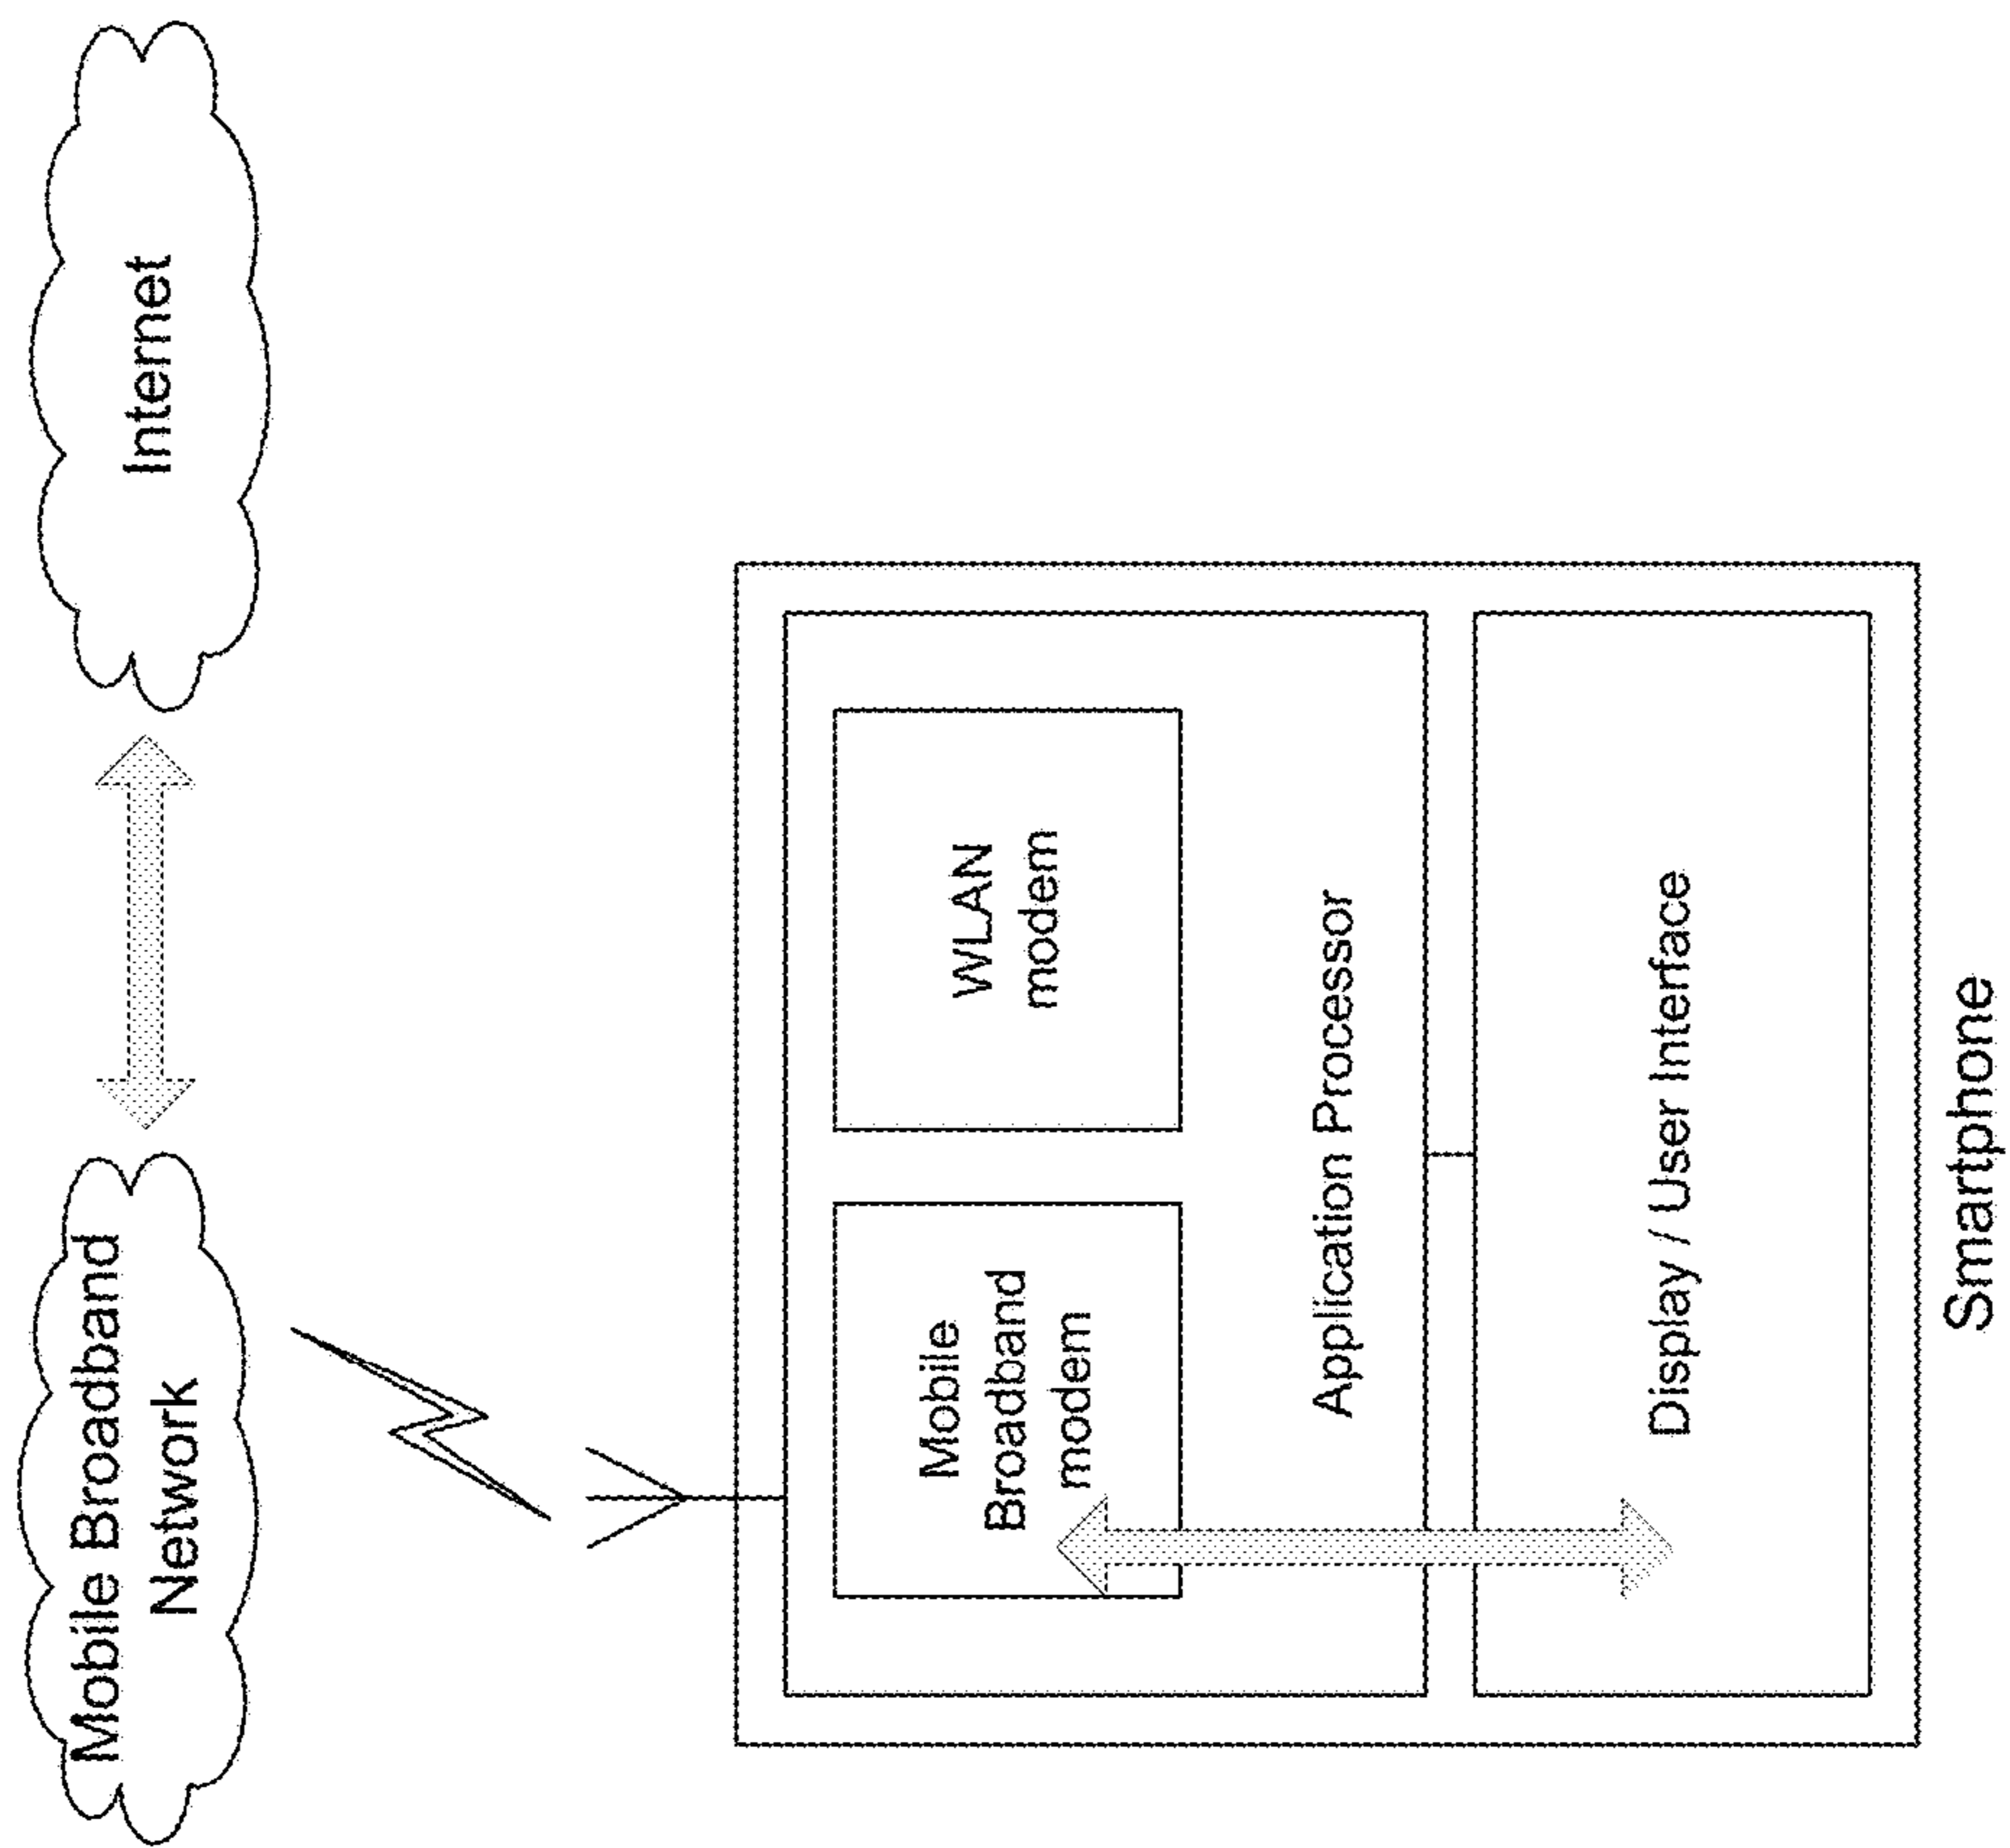 Mobile Broadband
Network
Internet
Mobile
Broadband
modem
WLAN
modem
Application Processor
Display / User Interface
Smartphone